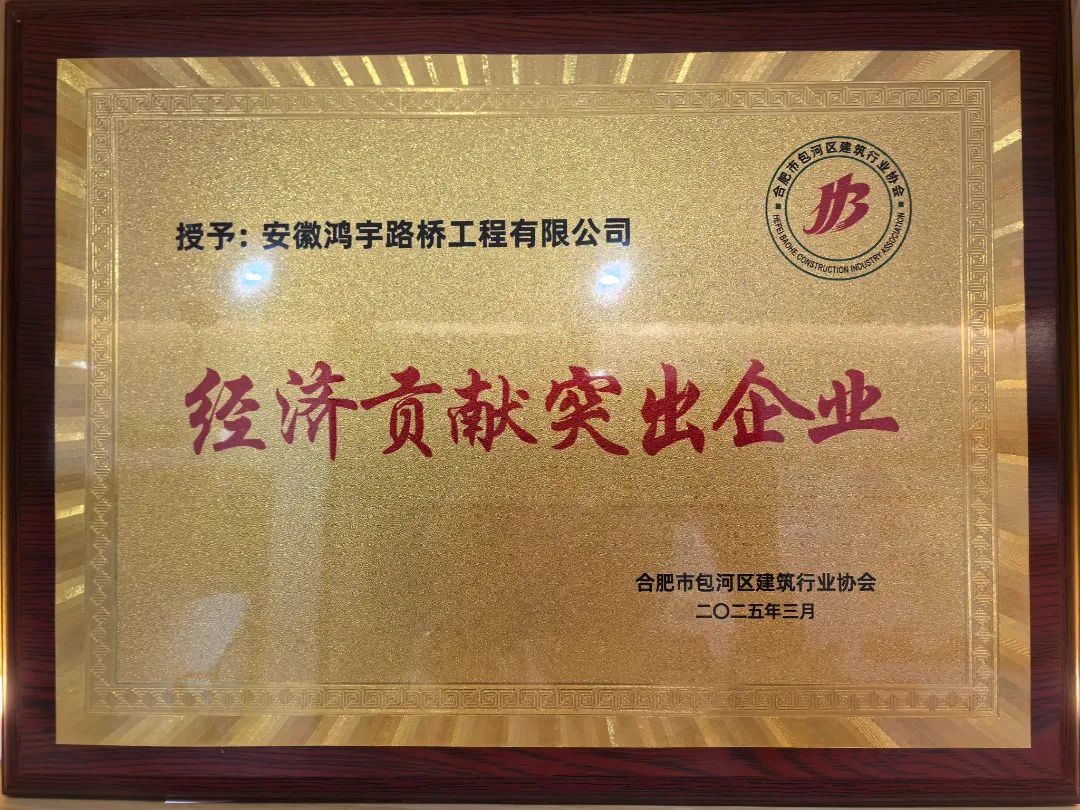 合肥市包河区建筑行业协会
HEFEI BAOHE CONSTRUCTION INDUSTRY ASSOCIATION
授予：安徽鸿宇路桥工程有限公司
经济贡献突出企业
合肥市包河区建筑行业协会
二〇二五年三月